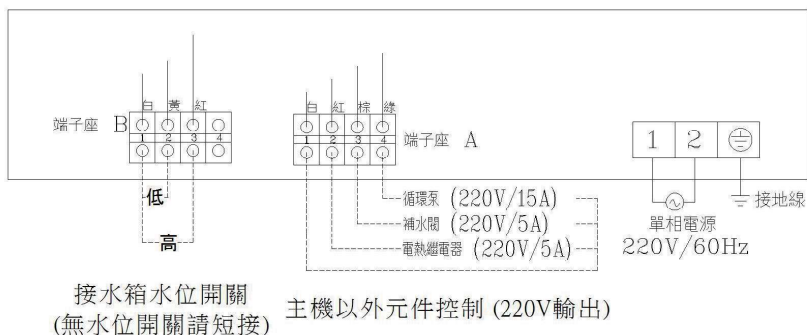 白 黃 紅
端子座 B
1 2 3 4
低
高
接水箱水位開關
(無水位開關請短接)
白 紅 棕 綠
1 2 3 4
端子座 A
循環泵 (220V/15A)
補水閥 (220V/5A)
電熱繼電器 (220V/5A)
主機以外元件控制 (220V輸出)
1 2
接地線
單相電源
220V/60Hz